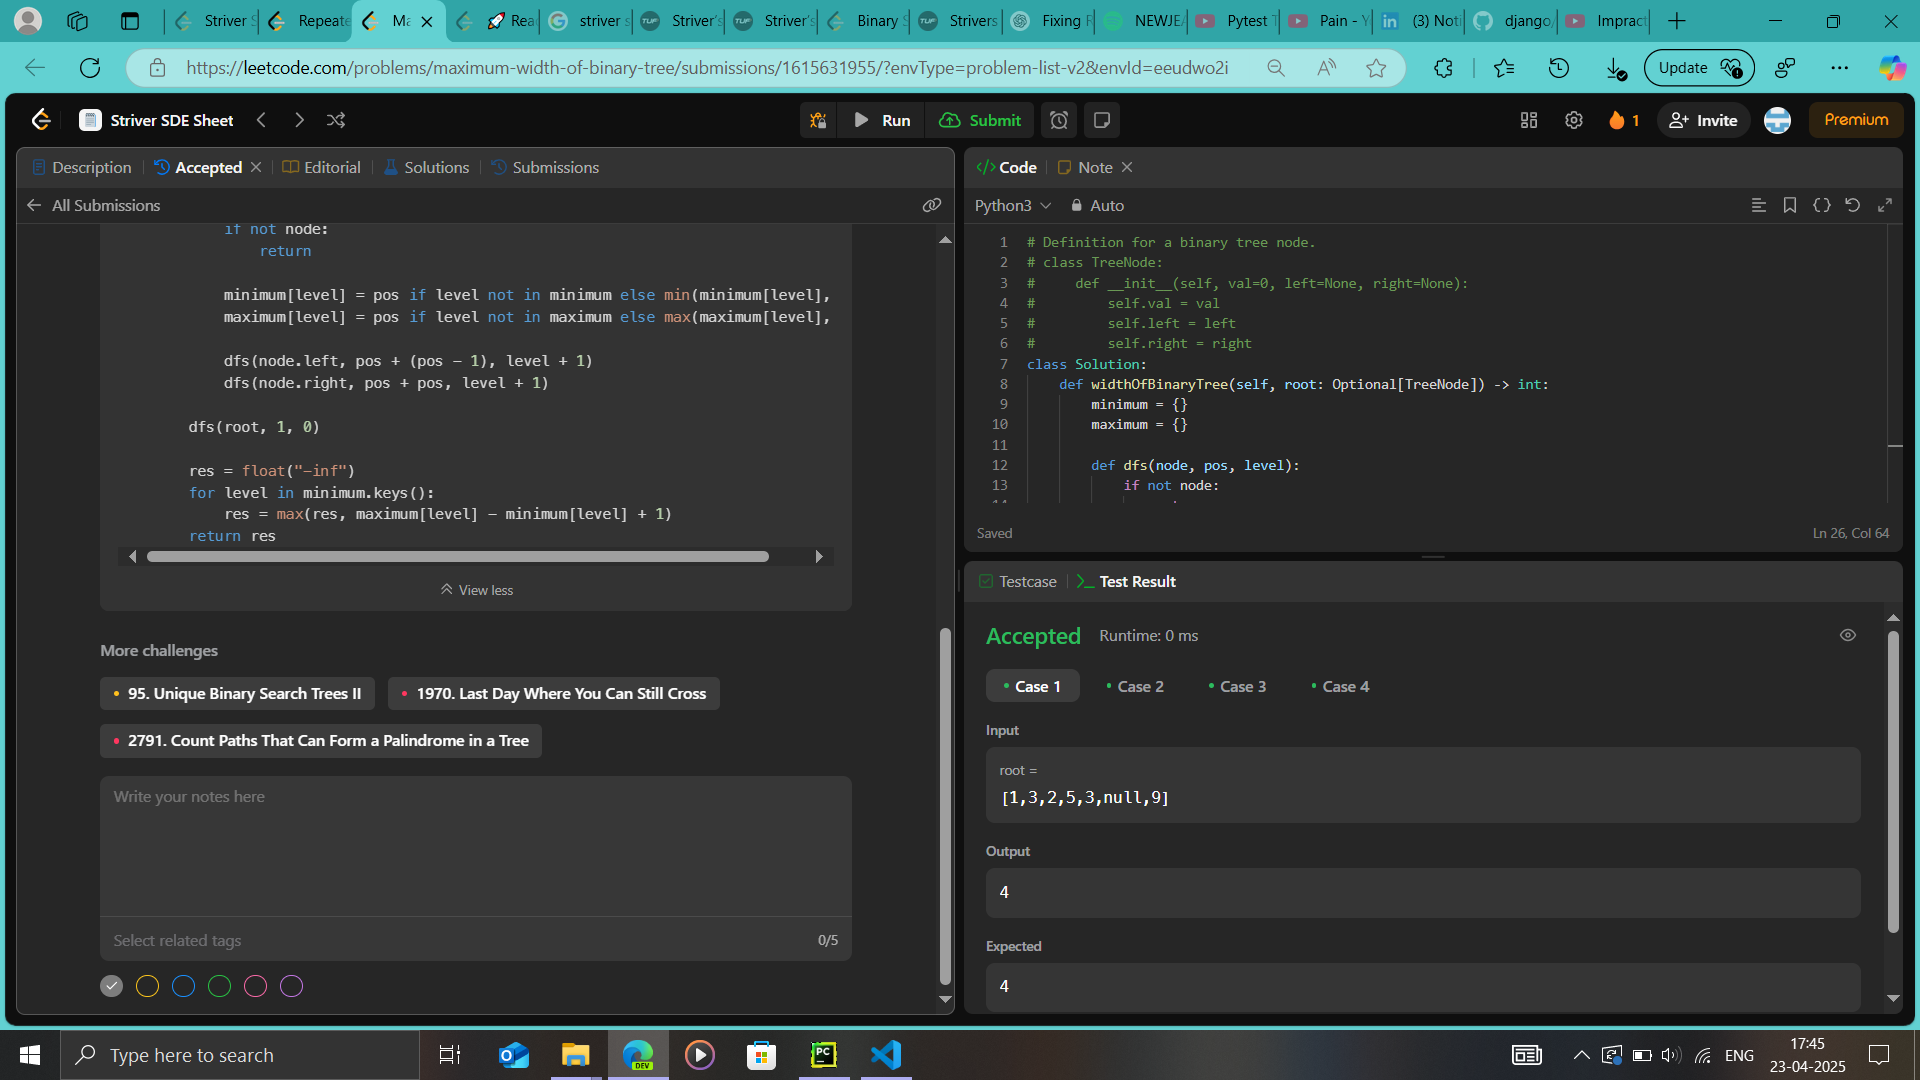 Striver S
Repeate
Ma
🚀 Rea
striver s
Striver's
Striver's
Binary S
Strivers
Fixing R
NEWJEA
Pytest T
Pain - Y
(3) Noti
django/
Impract
https://leetcode.com/problems/maximum-width-of-binary-tree/submissions/1615631955/?envType=problem-list-v2&envId=eeudwo2i
Update
Striver SDE Sheet
Run
Submit
1
Invite
Premium
Description
Accepted
Editorial
Solutions
Submissions
All Submissions
if not node:
return
minimum[level] = pos if level not in minimum else min(minimum[level],
maximum[level] = pos if level not in maximum else max(maximum[level],
dfs(node.left, pos + (pos - 1), level + 1)
dfs(node.right, pos + pos, level + 1)
dfs(root, 1, 0)
res = float("-inf")
for level in minimum.keys():
res = max(res, maximum[level] - minimum[level] + 1)
return res
View less
More challenges
95. Unique Binary Search Trees II
1970. Last Day Where You Can Still Cross
2791. Count Paths That Can Form a Palindrome in a Tree
Write your notes here
Select related tags
0/5
Code
Note
Python3
Auto
1 # Definition for a binary tree node.
2 # class TreeNode:
3 #     def __init__(self, val=0, left=None, right=None):
4 #         self.val = val
5 #         self.left = left
6 #         self.right = right
7 class Solution:
8     def widthOfBinaryTree(self, root: Optional[TreeNode]) -> int:
9         minimum = {}
10         maximum = {}
11
12         def dfs(node, pos, level):
13             if not node:
Saved
Ln 26, Col 64
Testcase
Test Result
Accepted
Runtime: 0 ms
Case 1
Case 2
Case 3
Case 4
Input
root =
[1,3,2,5,3,null,9]
Output
4
Expected
4
Type here to search
DEV
PC
ENG
17:45
23-04-2025